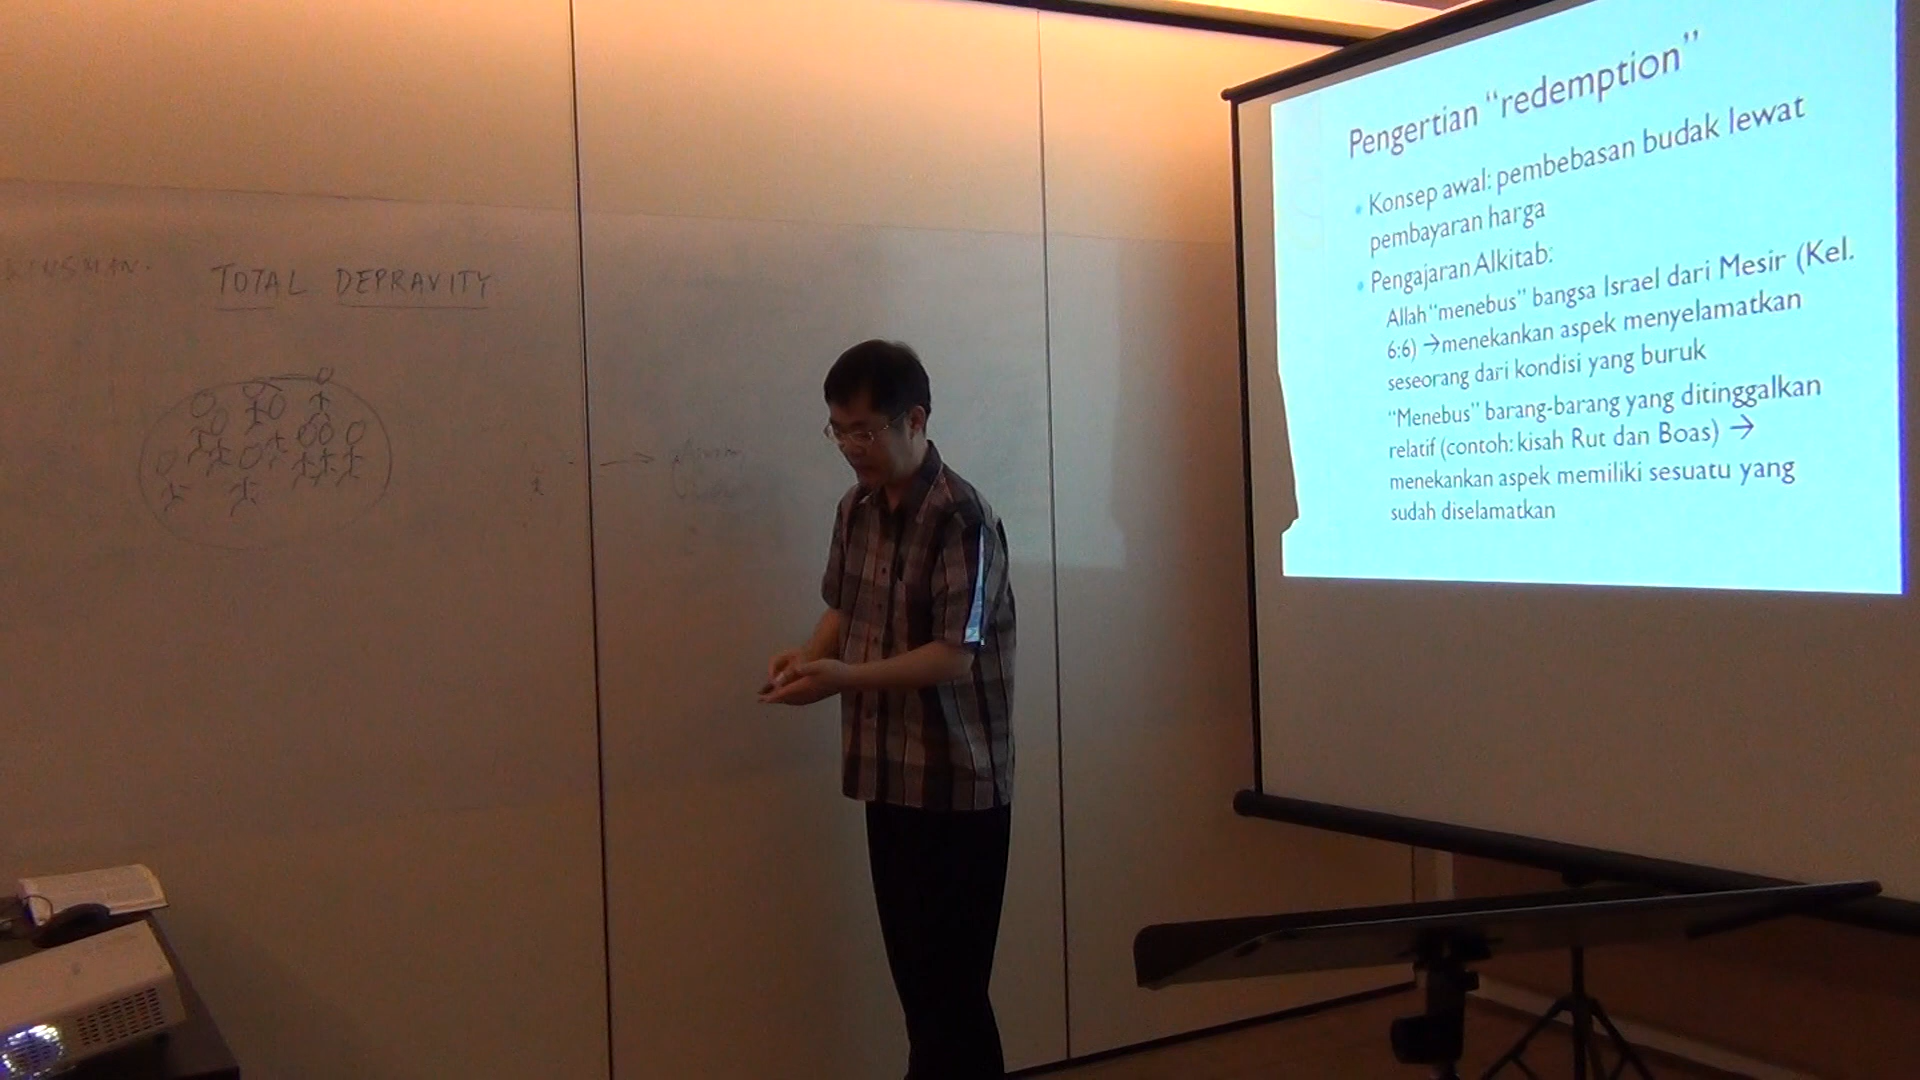 KINSMAN.
TOTAL DEPRAVITY
Pengertian “redemption”
• Konsep awal: pembebasan budak lewat
pembayaran harga
• Pengajaran Alkitab:
Allah “menebus” bangsa Israel dari Mesir (Kel.
6:6) →menekankan aspek menyelamatkan
seseorang dari kondisi yang buruk
“Menebus” barang-barang yang ditinggalkan
relatif (contoh: kisah Rut dan Boas) →
menekankan aspek memiliki sesuatu yang
sudah diselamatkan